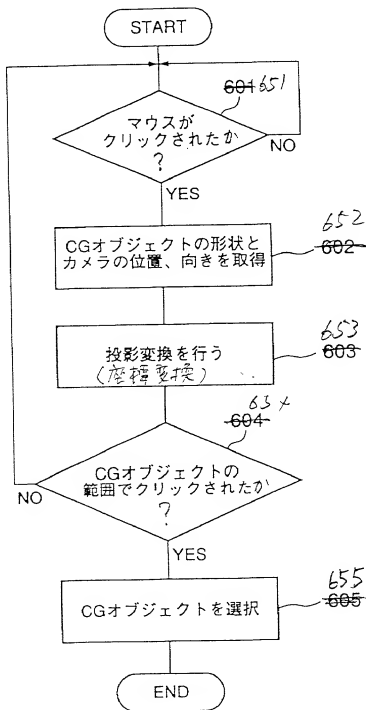 START
601 651
マウスが
クリックされたか
?
NO
YES
652
CGオブジェクトの形状と
カメラの位置、向きを取得
602
653
投影変換を行う
603
(座標変換)
654
604
CGオブジェクトの
範囲でクリックされたか
?
NO
YES
655
CGオブジェクトを選択
605
END